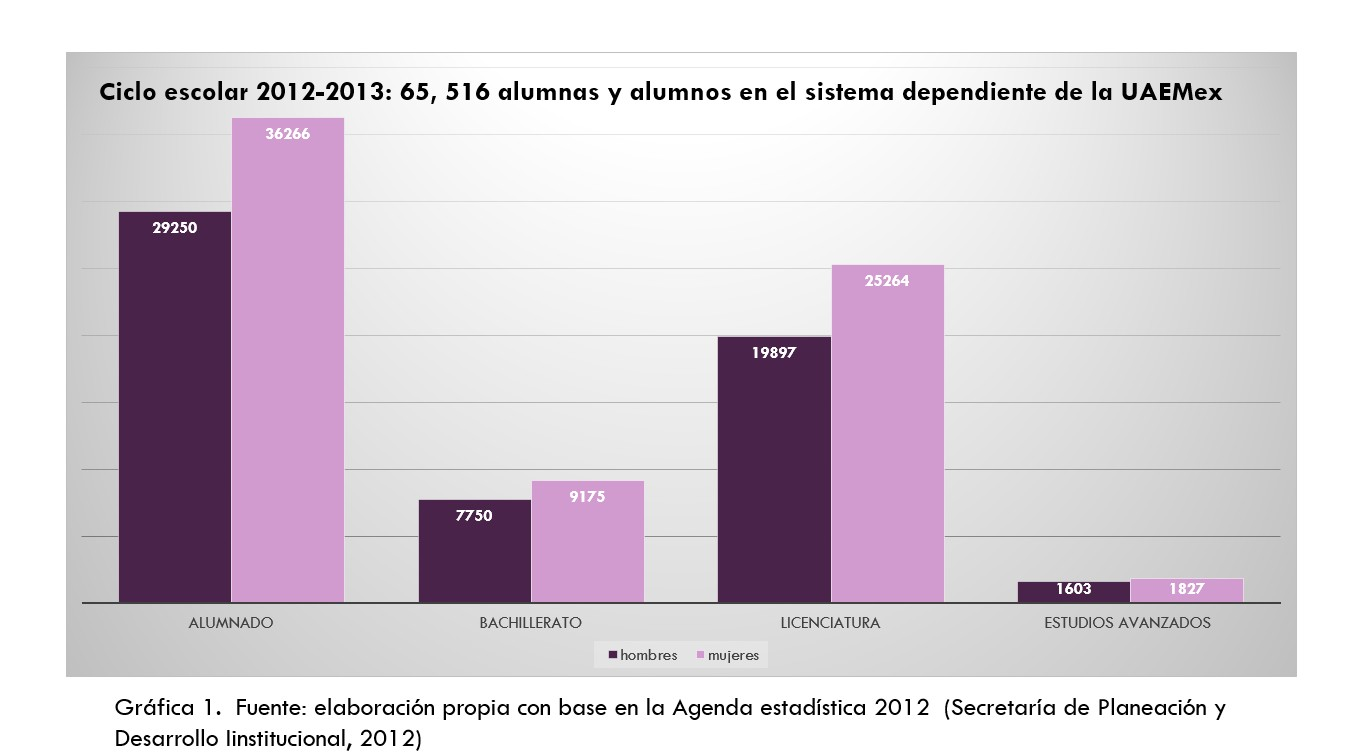 Ciclo escolar 2012-2013: 65, 516 alumnas y alumnos en el sistema dependiente de la UAEMex
36266
29250
25264
19897
9175
7750
1603
1827
ALUMNADO
BACHILLERATO
LICENCIATURA
ESTUDIOS AVANZADOS
hombres
mujeres
Gráfica 1.  Fuente: elaboración propia con base en la Agenda estadística 2012  (Secretaría de Planeación y
Desarrollo Iinstitucional, 2012)